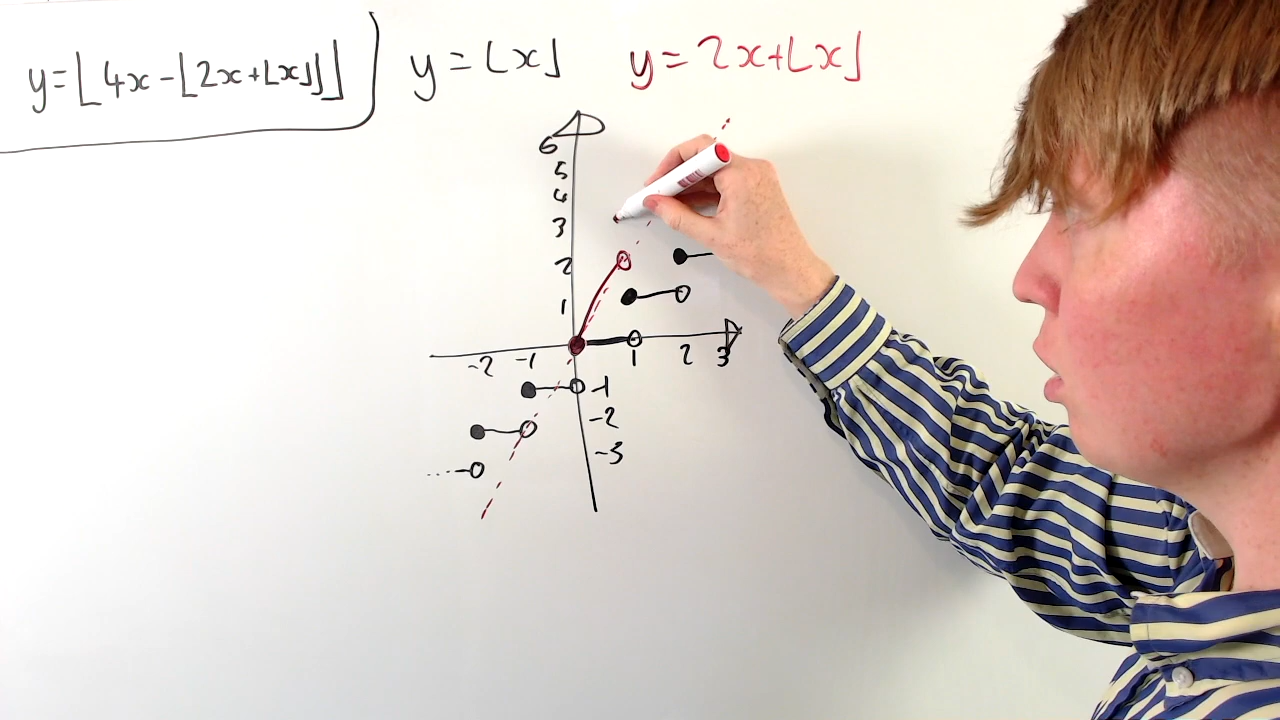 y=⌊4x-⌊2x+⌊x⌋⌋⌋
y=⌊x⌋
y=2x+⌊x⌋
6
5
4
3
2
1
-2 -1 1 2 3
-1
-2
-3